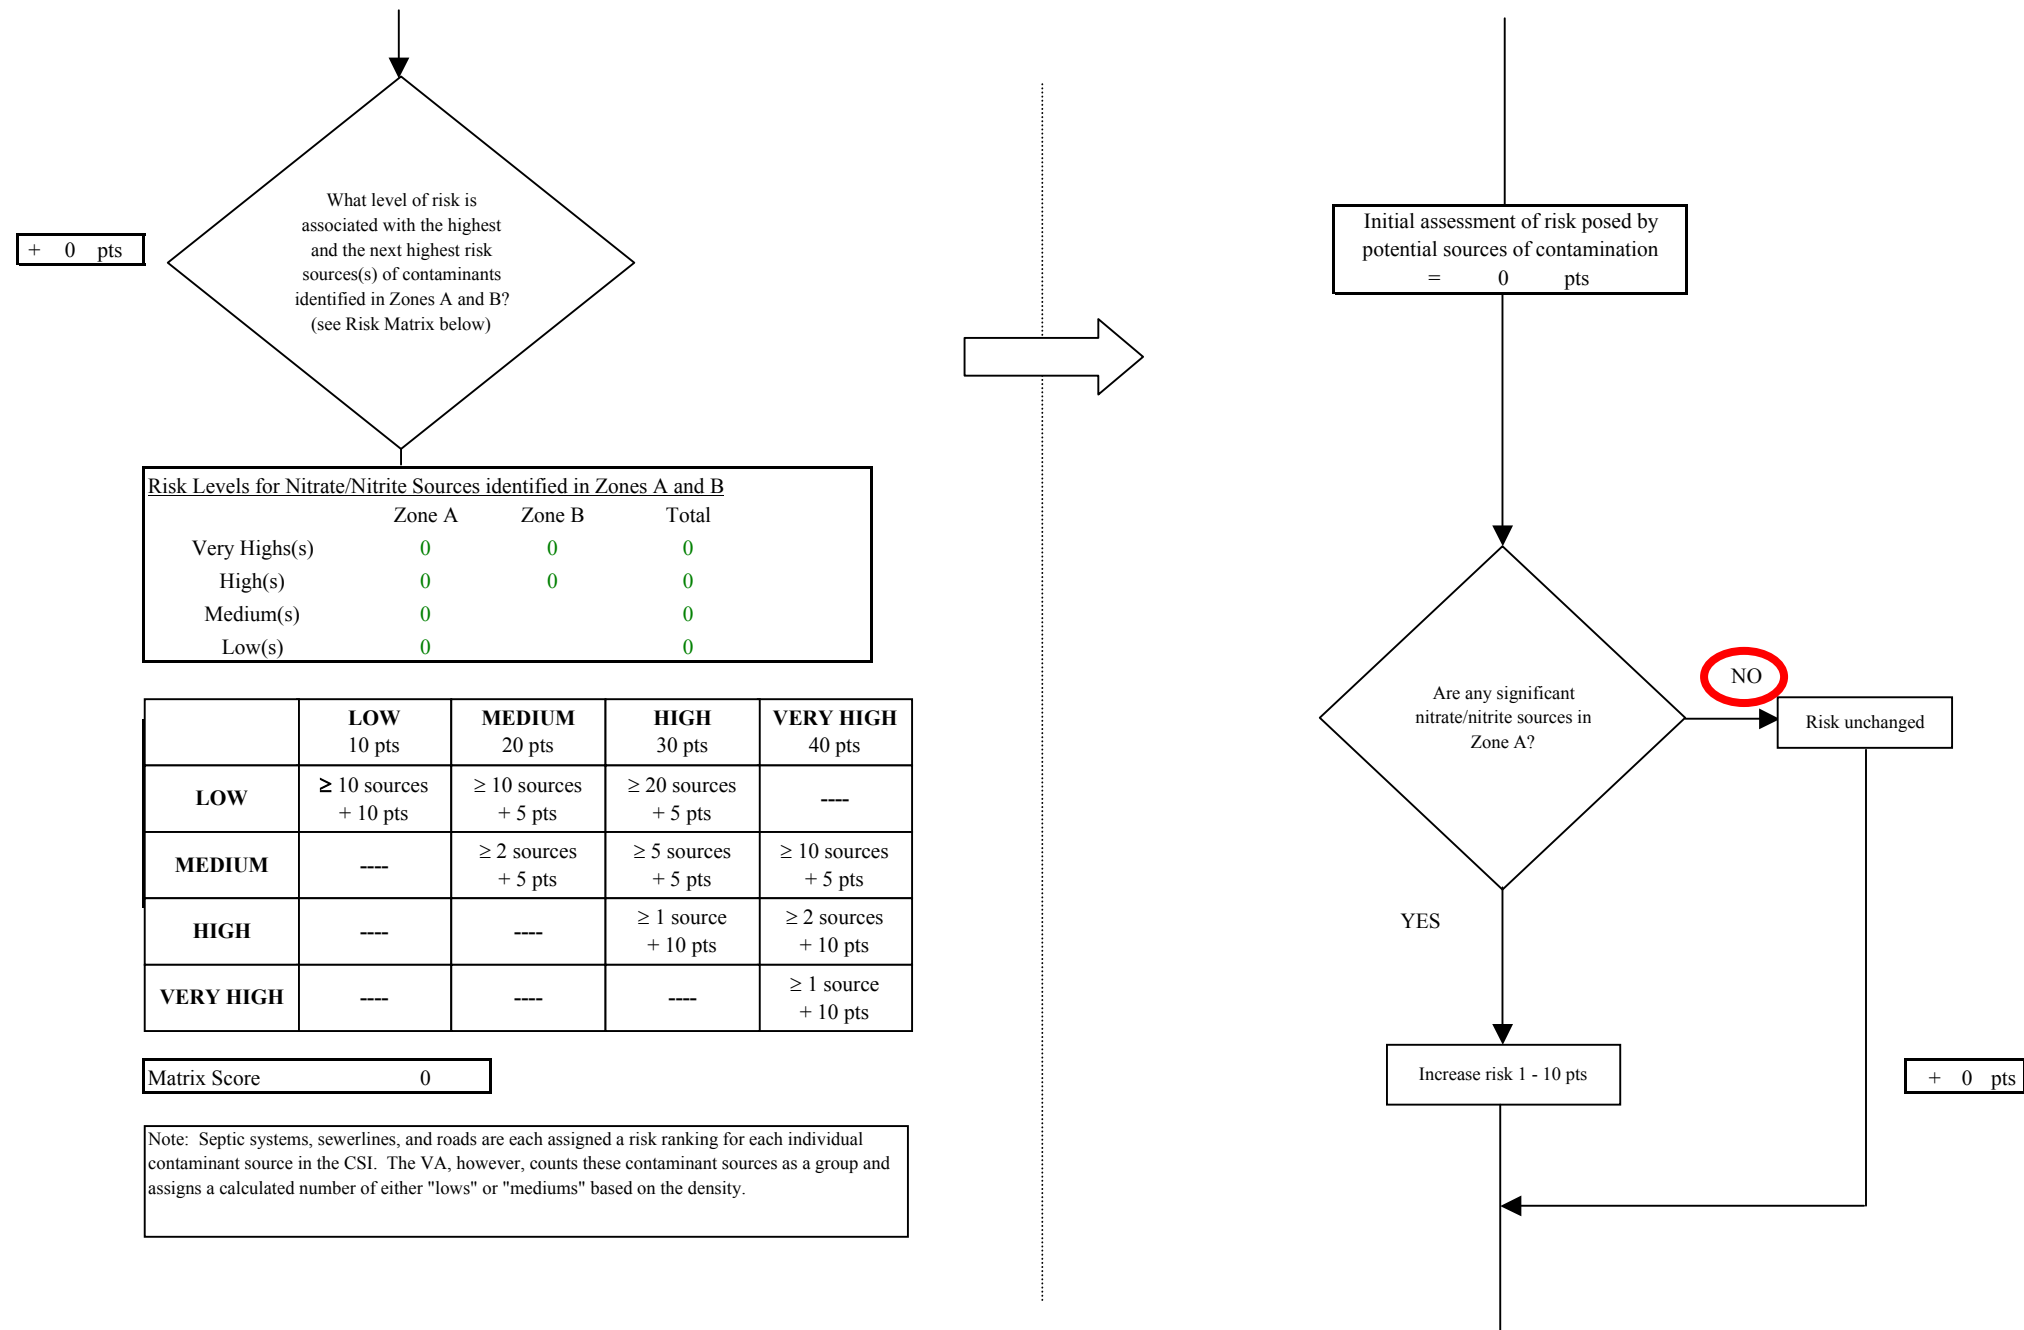 What level of risk is
associated with the highest
and the next highest risk
sources(s) of contaminants
identified in Zones A and B?
(see Risk Matrix below)
+ 0 pts
Risk Levels for Nitrate/Nitrite Sources identified in Zones A and B
Zone A Zone B Total
Very Highs(s) 0 0 0
High(s) 0 0 0
Medium(s) 0 0
Low(s) 0 0
LOW MEDIUM HIGH VERY HIGH
10 pts 20 pts 30 pts 40 pts
LOW ≥ 10 sources ≥ 10 sources ≥ 20 sources ----
+ 10 pts + 5 pts + 5 pts
MEDIUM ---- ≥ 2 sources ≥ 5 sources ≥ 10 sources
+ 5 pts + 5 pts + 5 pts
HIGH ---- ---- ≥ 1 source ≥ 2 sources
+ 10 pts + 10 pts
VERY HIGH ---- ---- ---- ≥ 1 source
+ 10 pts
Matrix Score 0
Note: Septic systems, sewerlines, and roads are each assigned a risk ranking for each individual
contaminant source in the CSI. The VA, however, counts these contaminant sources as a group and
assigns a calculated number of either "lows" or "mediums" based on the density.
Initial assessment of risk posed by
potential sources of contamination
= 0 pts
Are any significant
nitrate/nitrite sources in
Zone A?
NO
Risk unchanged
YES
Increase risk 1 - 10 pts
+ 0 pts